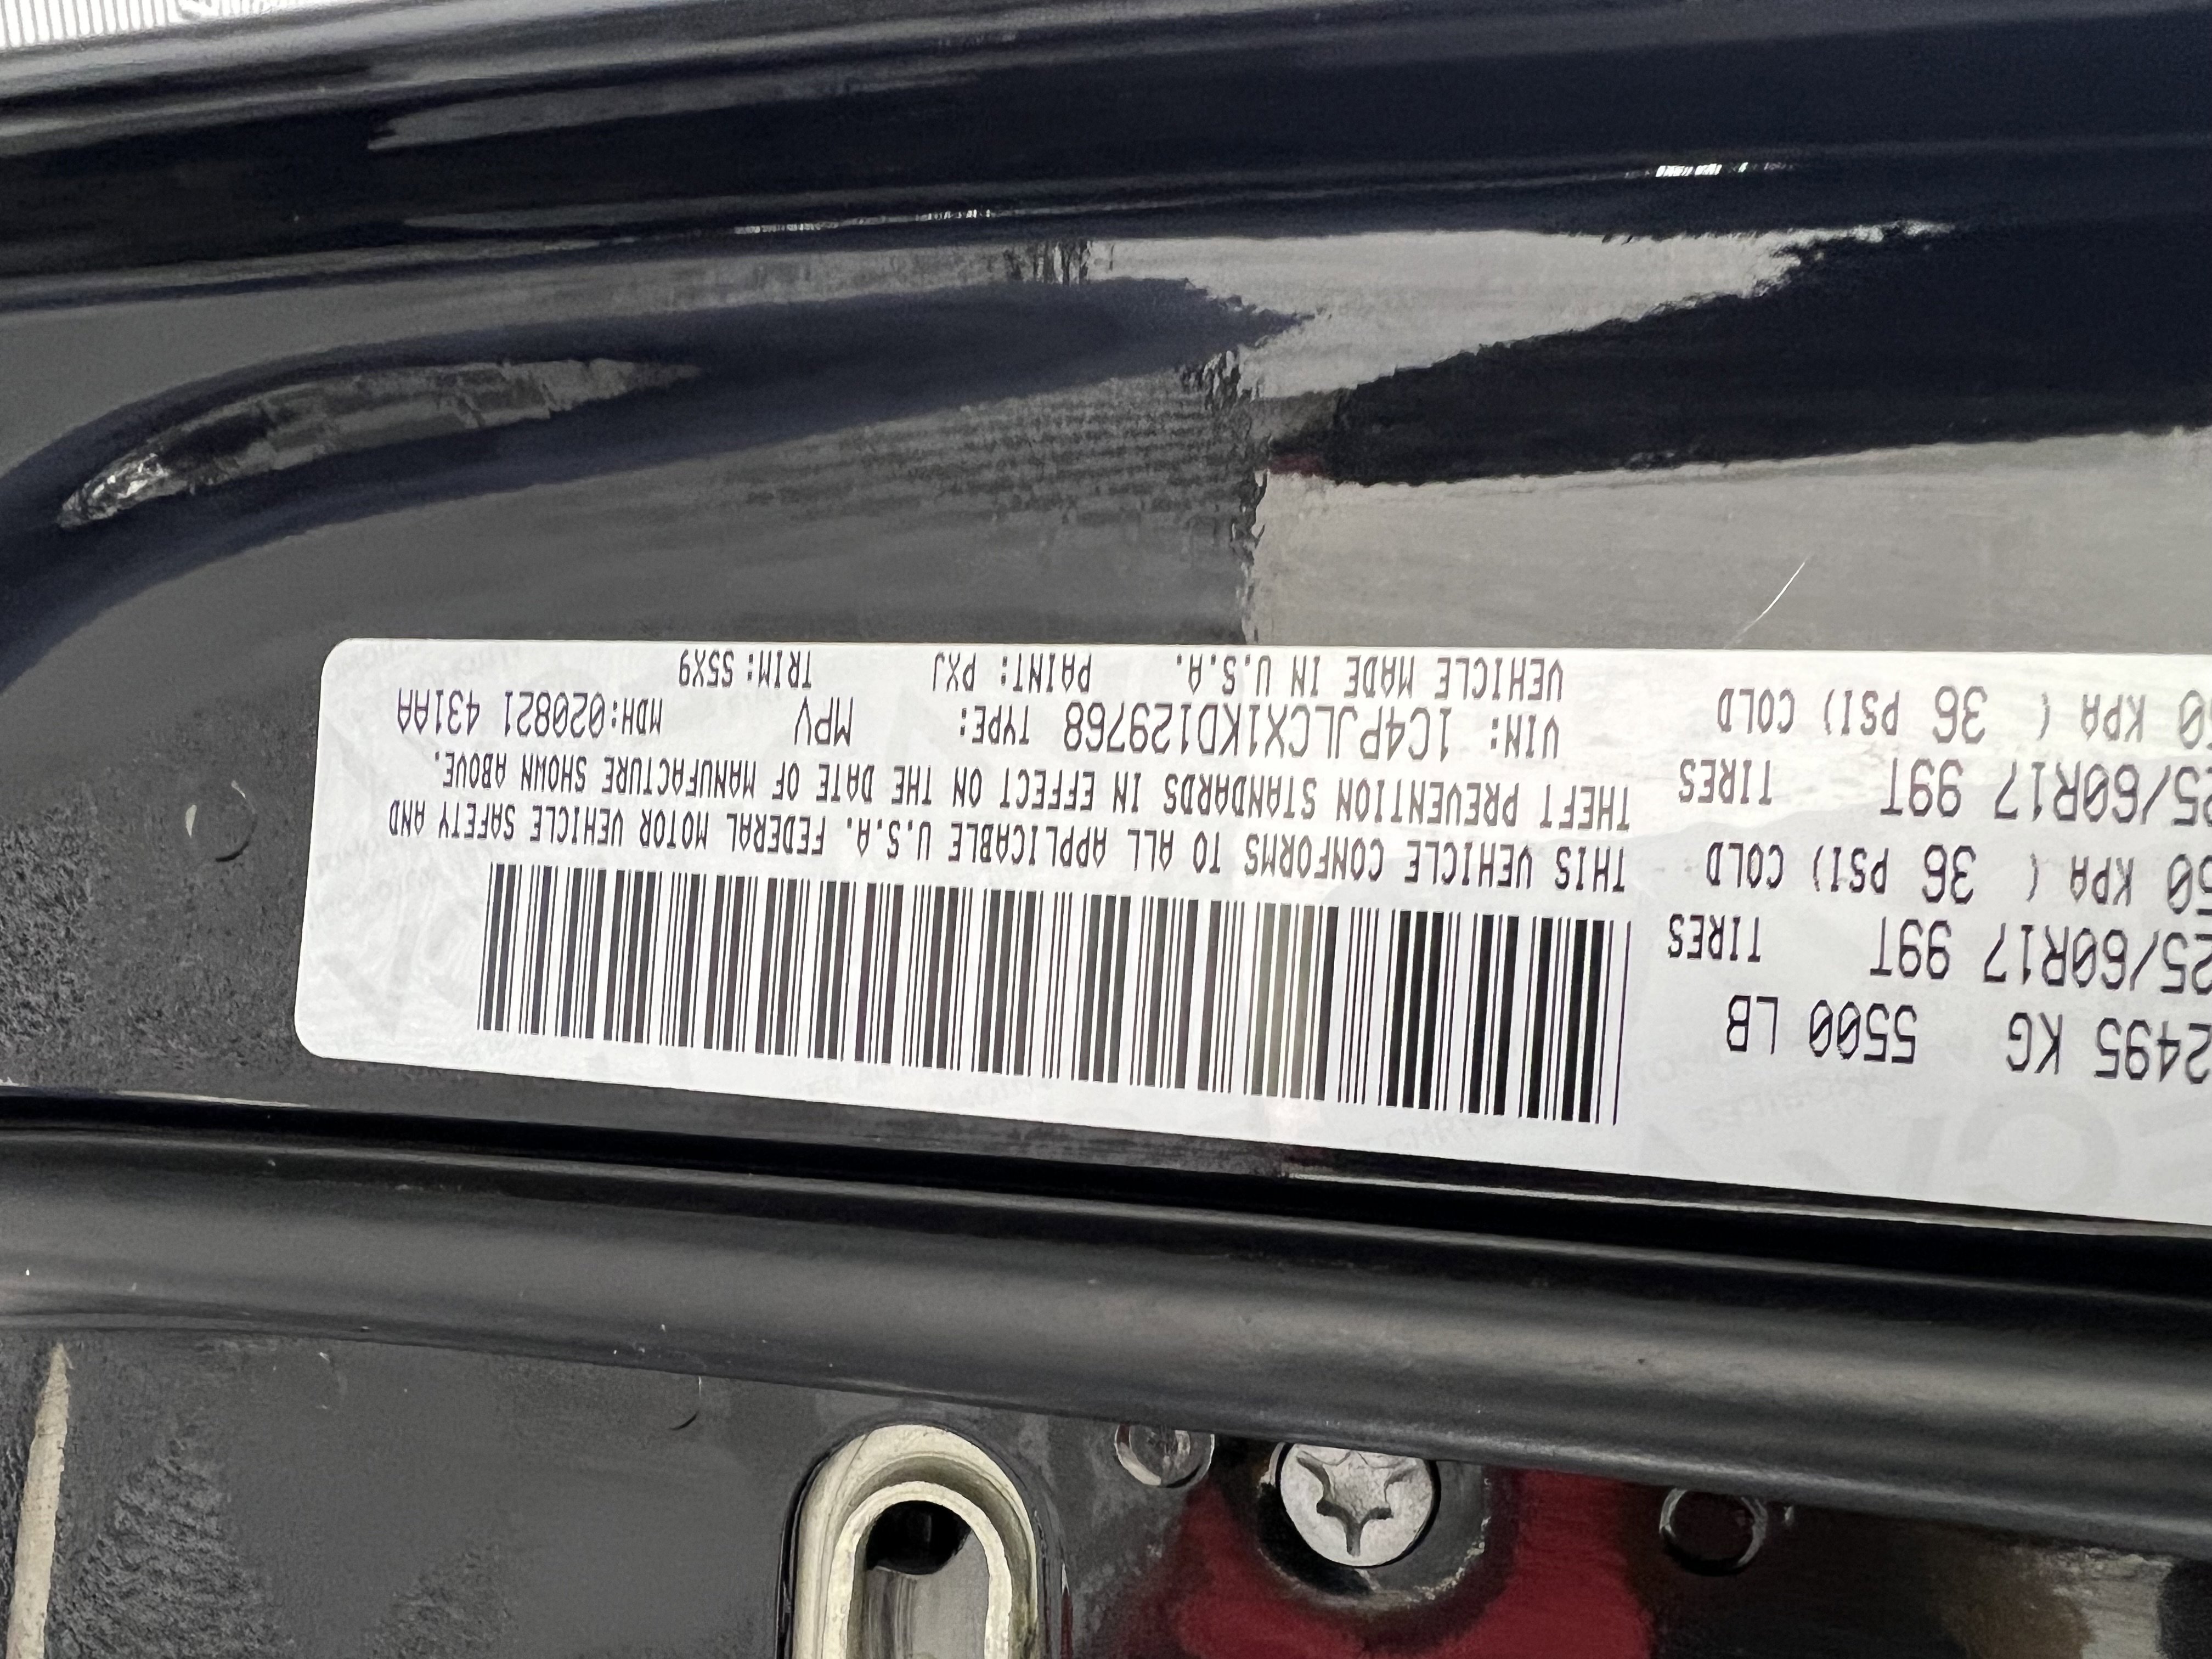 2495 KG 5500 LB
25/60R17 99T TIRES
50 KPA ( 36 PSI) COLD
25/60R17 99T TIRES
0 KPA ( 36 PSI) COLD
THIS VEHICLE CONFORMS TO ALL APPLICABLE U.S.A. FEDERAL MOTOR VEHICLE SAFETY AND
THEFT PREVENTION STANDARDS IN EFFECT ON THE DATE OF MANUFACTURE SHOWN ABOVE.
VIN: 1C4PJLCX1KD129768 TYPE: MPV MDH:020821 431AA
VEHICLE MADE IN U.S.A. PAINT: PXJ TRIM: S5X9